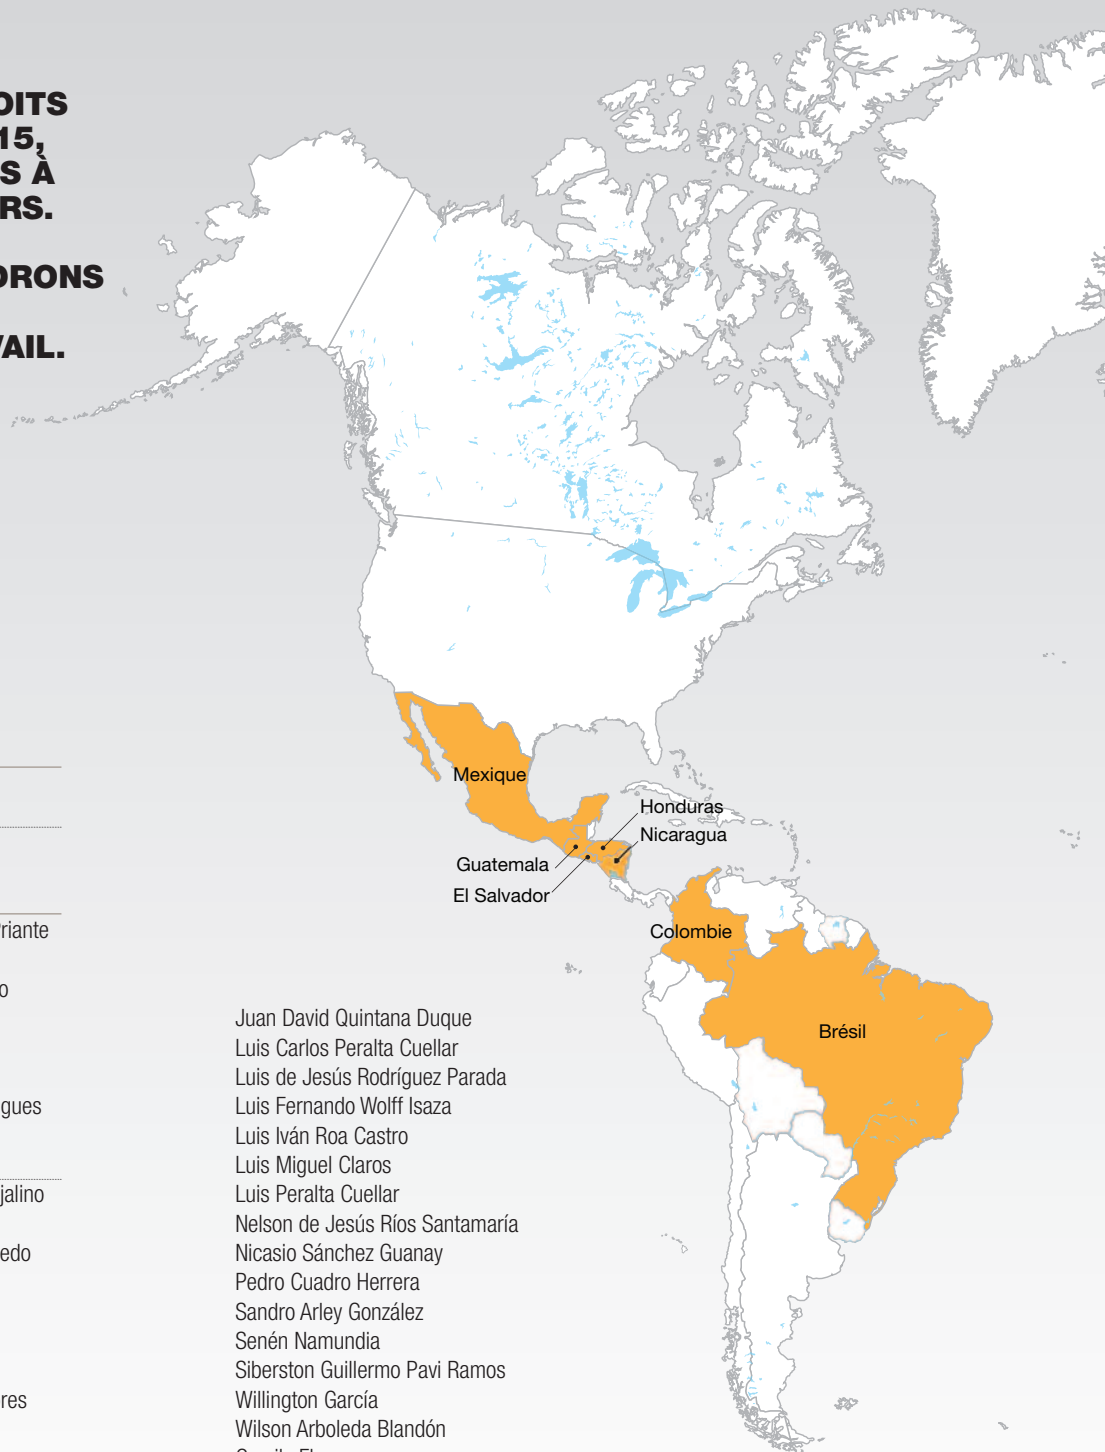 OITS
15,
S À
RS.
DRONS
VAIL.
Mexique
Honduras
Nicaragua
Guatemala
El Salvador
Colombie
Brésil
riante
o
gues
jalino
edo
res
Juan David Quintana Duque
Luis Carlos Peralta Cuellar
Luis de Jesús Rodríguez Parada
Luis Fernando Wolff Isaza
Luis Iván Roa Castro
Luis Miguel Claros
Luis Peralta Cuellar
Nelson de Jesús Ríos Santamaría
Nicasio Sánchez Guanay
Pedro Cuadro Herrera
Sandro Arley González
Senén Namundia
Siberston Guillermo Pavi Ramos
Willington García
Wilson Arboleda Blandón